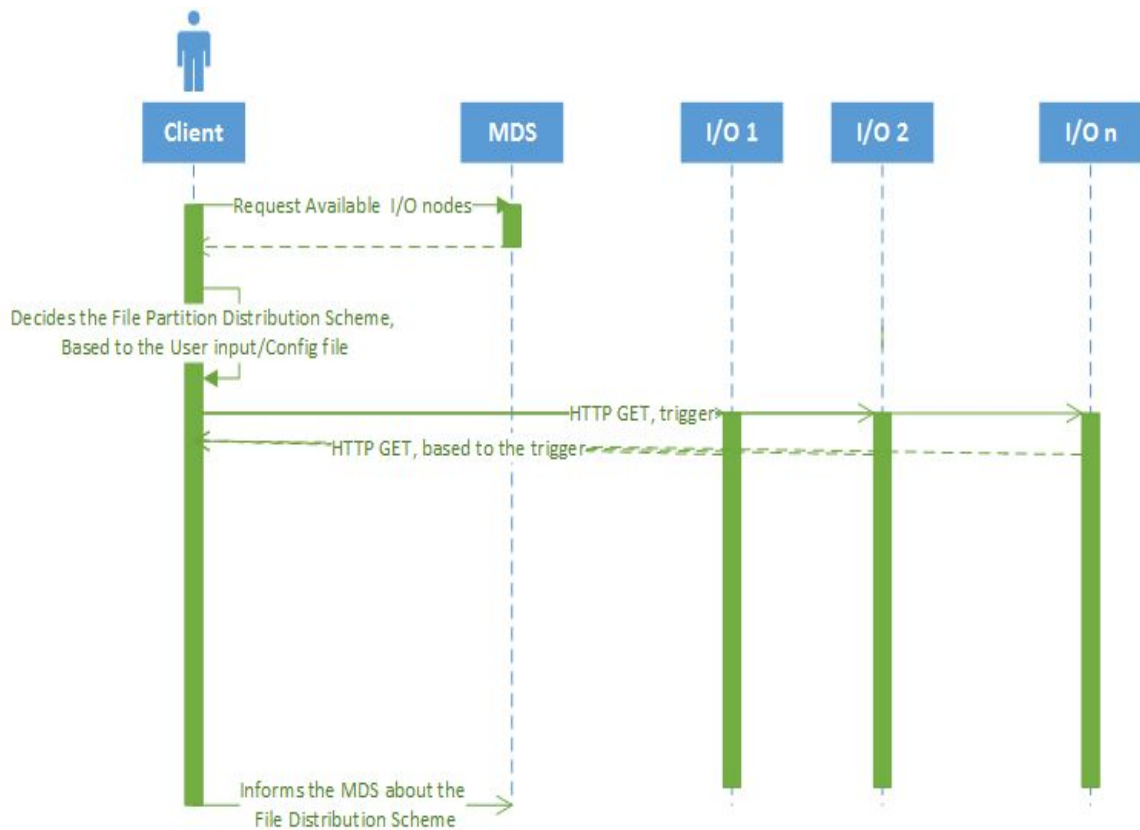 Client
MDS
I/O 1
I/O 2
I/O n
Request Available I/O nodes
Decides the File Partition Distribution Scheme,
Based to the User input/Config file
HTTP GET, trigger
HTTP GET, based to the trigger
Informs the MDS about the
File Distribution Scheme